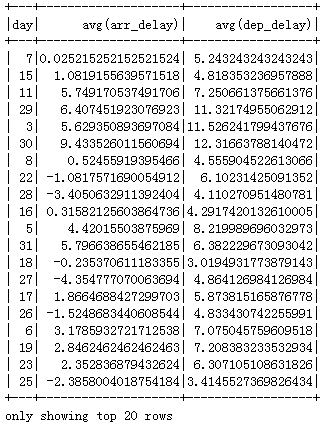 +---+--------------------+------------------+
|day|      avg(arr_delay)|    avg(dep_delay)|
+---+--------------------+------------------+
|  7|0.025215252152521524| 5.243243243243243|
| 15|  1.0819155639571518| 4.818353236957888|
| 11|   5.749170537491706| 7.250661375661376|
| 29|   6.407451923076923| 11.32174955062912|
|  3|   5.629350893697084|11.526241799437676|
| 30|   9.433526011560694| 12.31663788140472|
|  8|    0.52455919395466| 4.555904522613066|
| 22| -1.0817571690054912|  6.10231425091352|
| 28| -3.4050632911392404| 4.110270951480781|
| 16| 0.31582125603864736|4.2917420132610005|
|  5|    4.42015503875969| 8.219989696032973|
| 31|   5.796638655462185| 6.382229673093042|
| 18|  -0.235370611183355|3.0194931773879143|
| 27|  -4.354777070063694| 4.864126984126984|
| 17|  1.8664688427299703| 5.873815165876778|
| 26| -1.5248683440608544| 4.833430742255991|
|  6|  3.1785932721712538| 7.075045759609518|
| 19|  2.8462462462462463| 7.208383233532934|
| 23|   2.352836879432624| 6.307105108631826|
| 25| -2.3858004018754184|3.4145527369826434|
+---+--------------------+------------------+
only showing top 20 rows